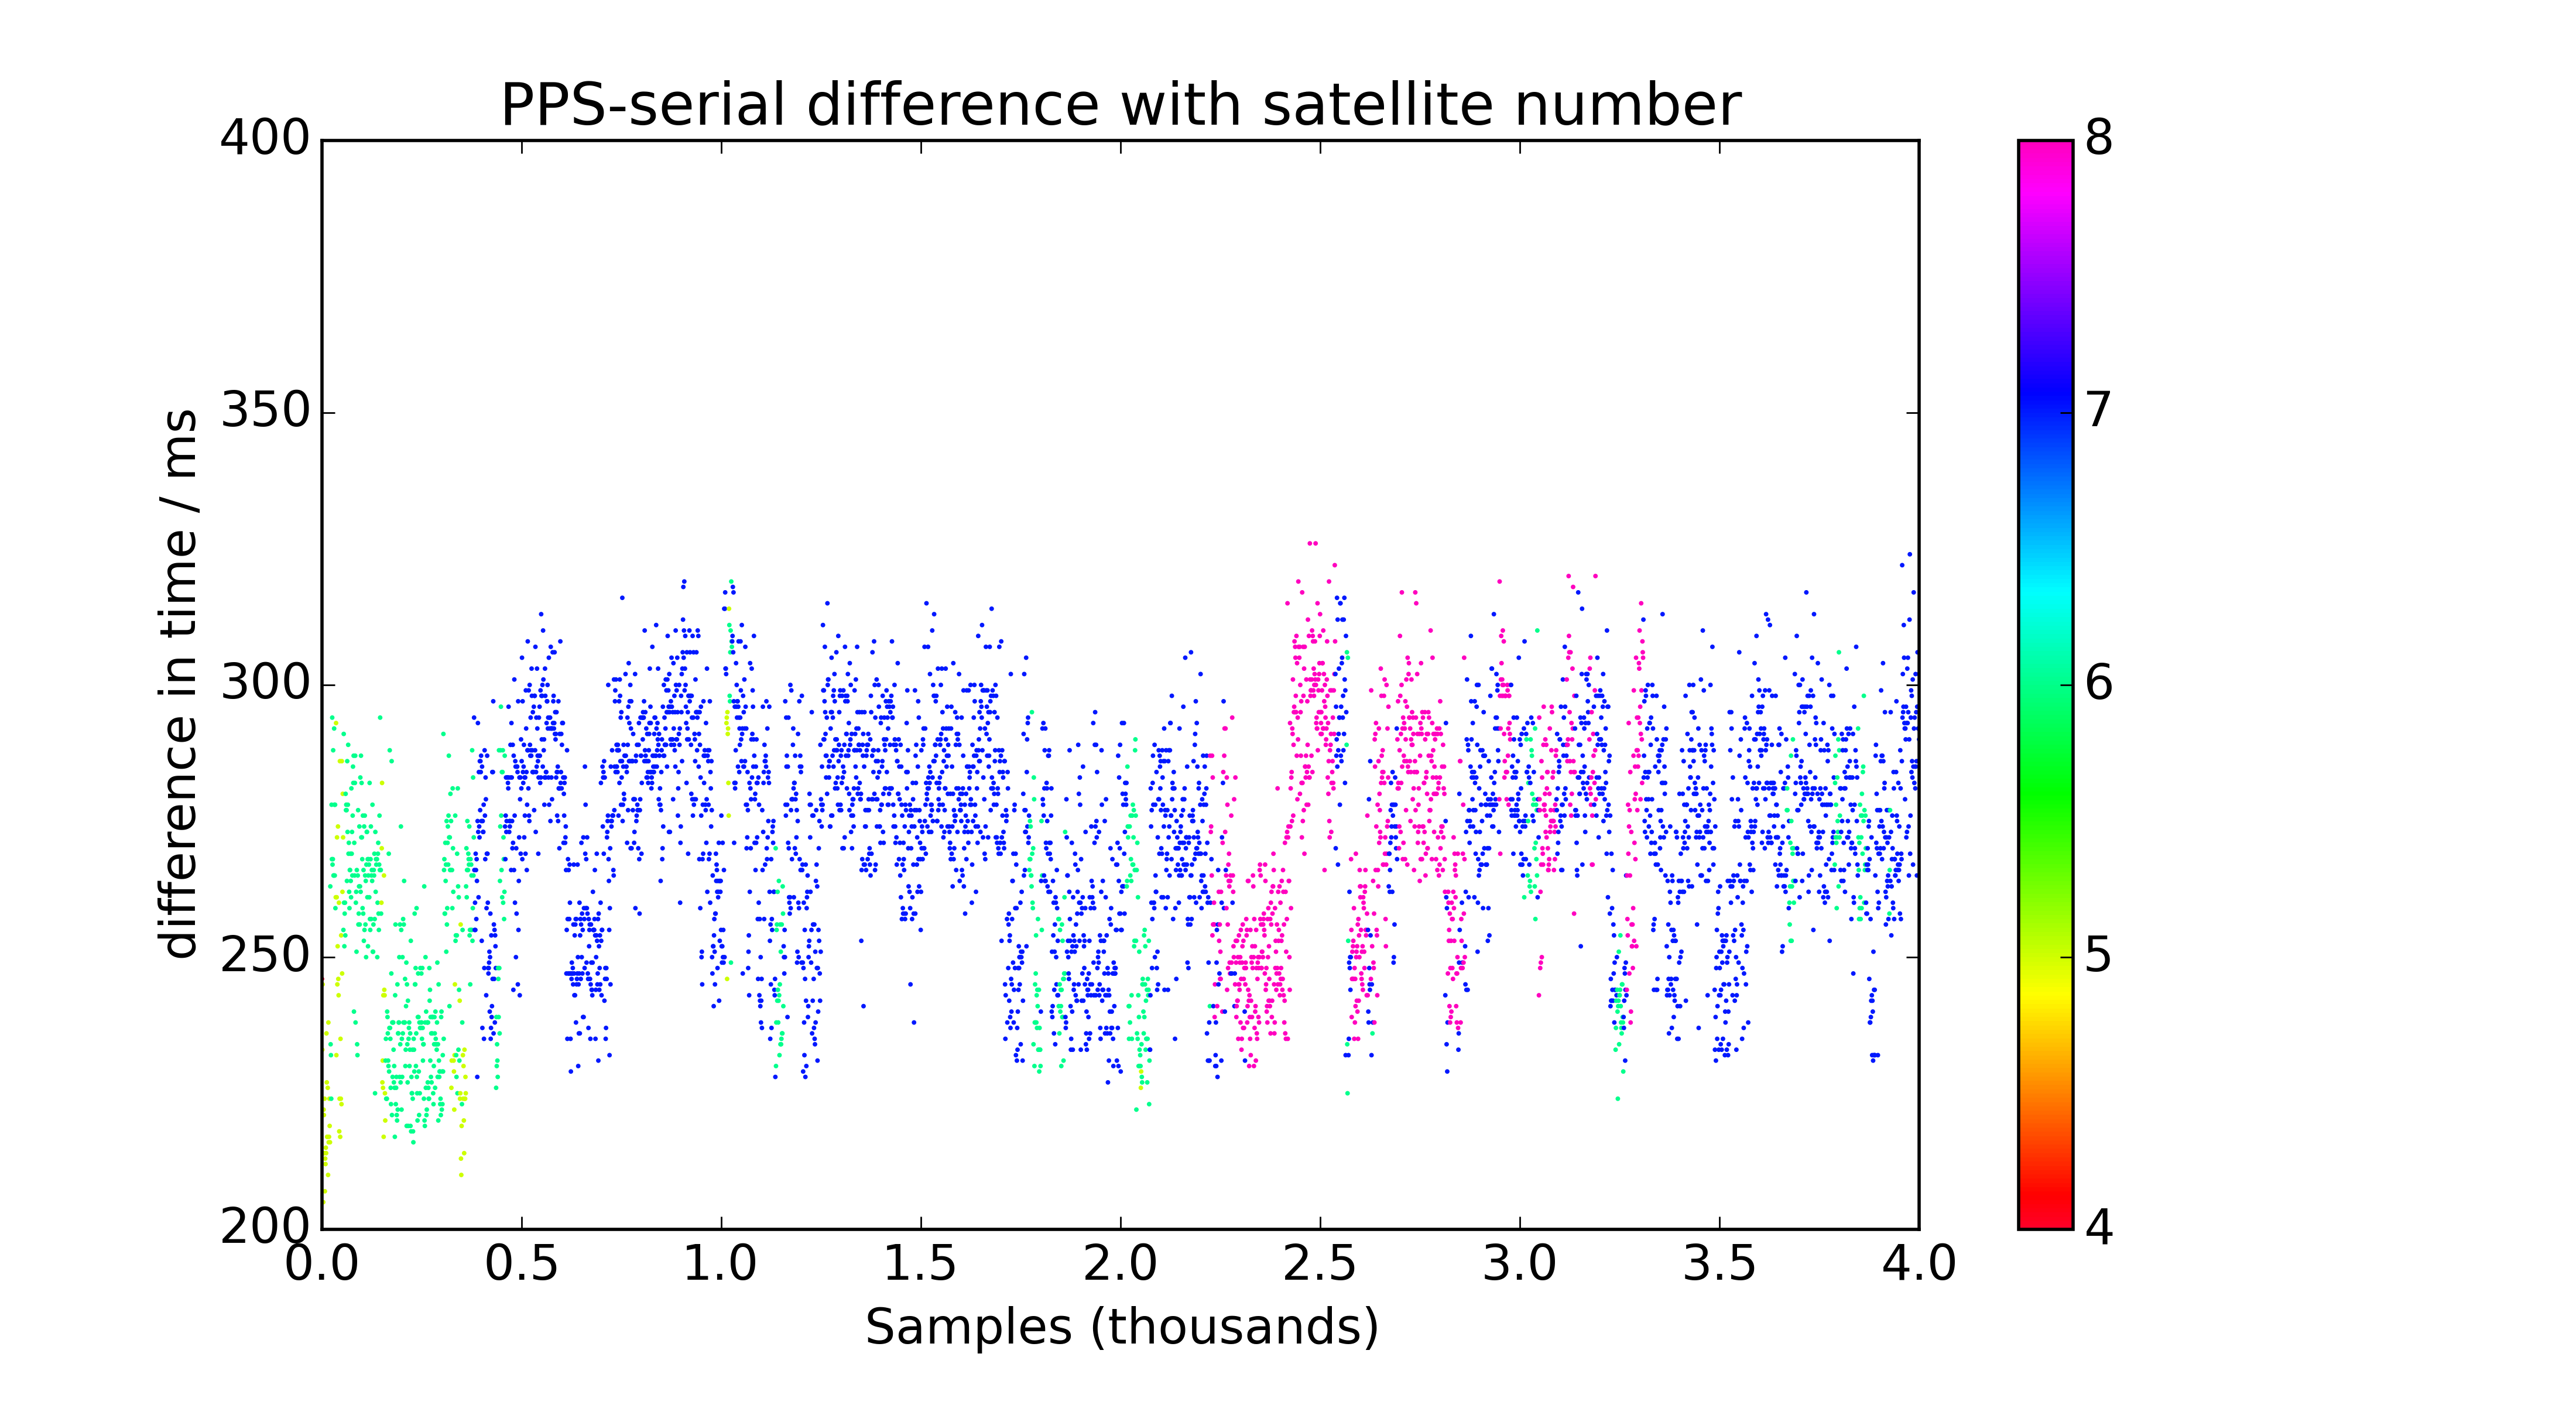 PPS-serial difference with satellite number
400
350
300
250
200
difference in time / ms
0.0 0.5 1.0 1.5 2.0 2.5 3.0 3.5 4.0
Samples (thousands)
8
7
6
5
4